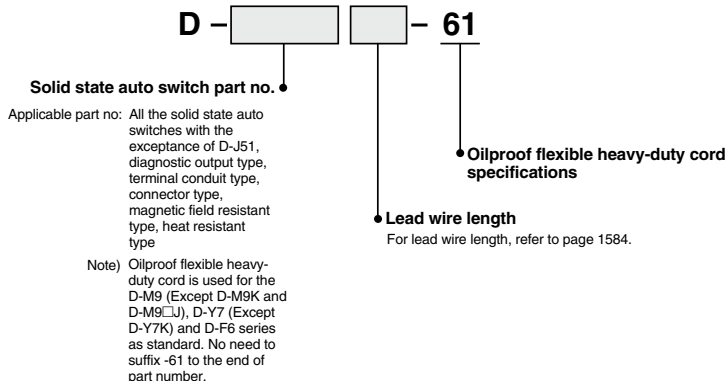 D – – 61
Solid state auto switch part no.
Applicable part no: All the solid state auto
switches with the
exceptance of D-J51,
diagnostic output type,
terminal conduit type,
connector type,
magnetic field resistant
type, heat resistant
type
Note) Oilproof flexible heavy-
duty cord is used for the
D-M9 (Except D-M9K and
D-M9□J), D-Y7 (Except
D-Y7K) and D-F6 series
as standard. No need to
suffix -61 to the end of
part number.
Oilproof flexible heavy-duty cord
specifications
Lead wire length
For lead wire length, refer to page 1584.